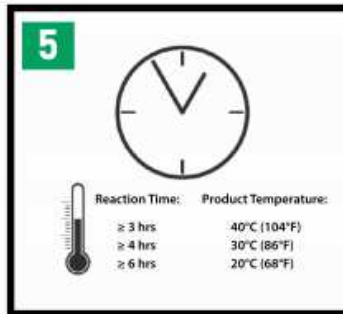 5
Reaction Time: Product Temperature:
≥ 3 hrs 40°C (104°F)
≥ 4 hrs 30°C (86°F)
≥ 6 hrs 20°C (68°F)